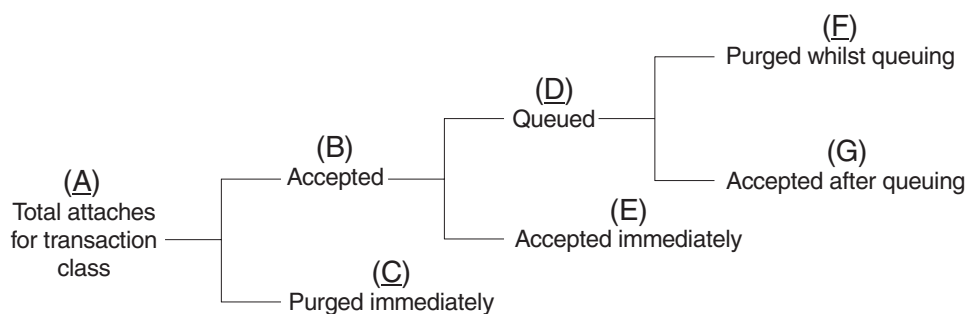 (F)
Purged whilst queuing
(D)
Queued
(B)
Accepted
(G)
Accepted after queuing
(A)
Total attaches
for transaction
class
(E)
Accepted immediately
(C)
Purged immediately